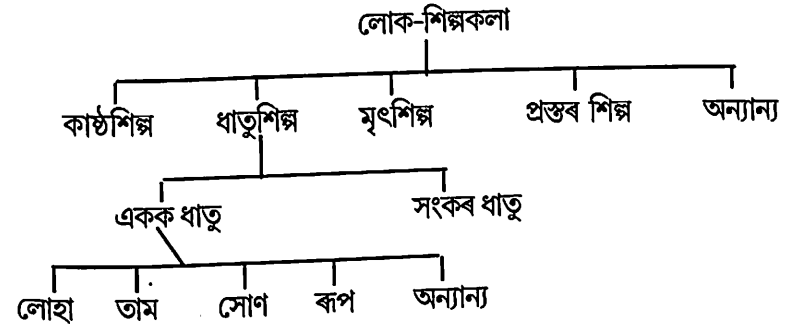 লোক-শিল্পকলা
কাষ্ঠশিল্প ধাতুশিল্প মৃৎশিল্প প্ৰস্তৰ শিল্প অন্যান্য
একক ধাতু সংকৰ ধাতু
লোহা তাম সোণ ৰূপ অন্যান্য